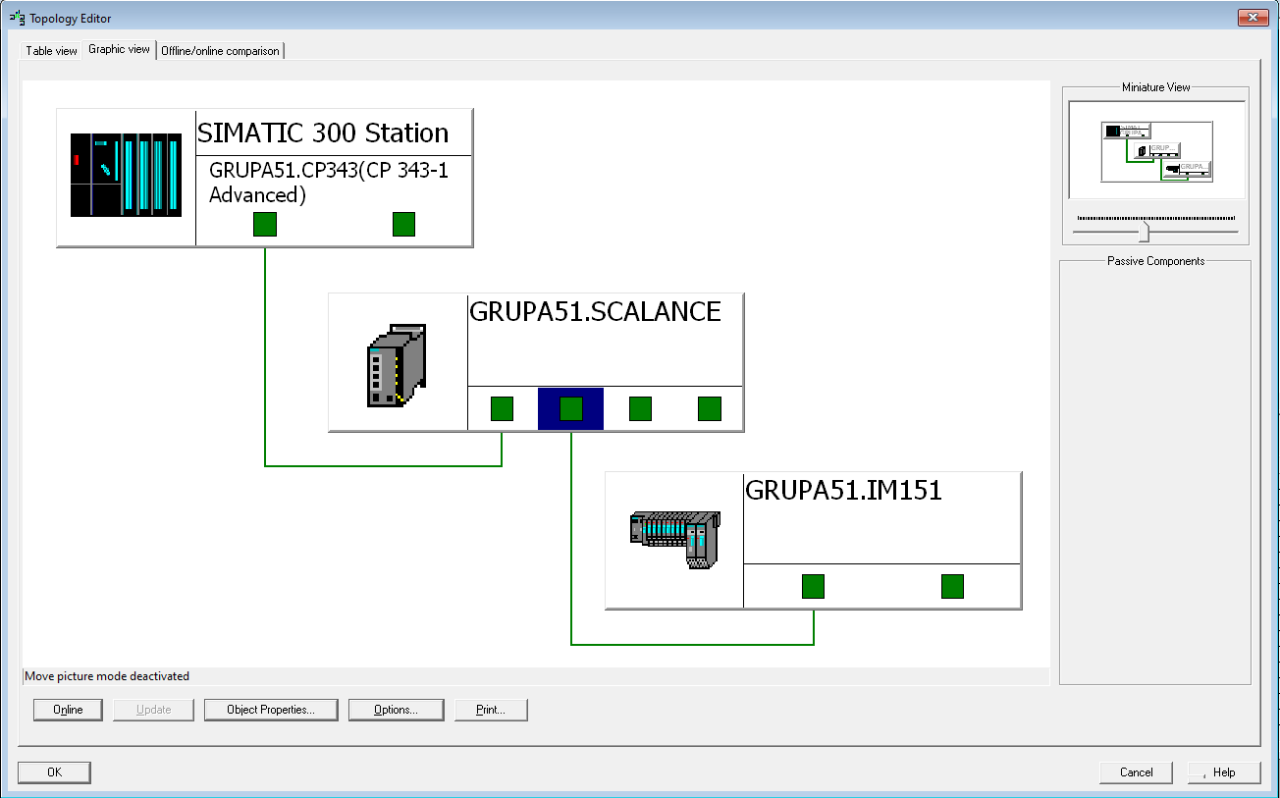 Topology Editor
Table view Graphic view Offline/online comparison
Miniature View
SIMATIC 300 Station
GRUPA51.CP343(CP 343-1
Advanced)
Passive Components
GRUPA51.SCALANCE
GRUPA51.IM151
Move picture mode deactivated
Online Update Object Properties... Options... Print...
OK Cancel Help